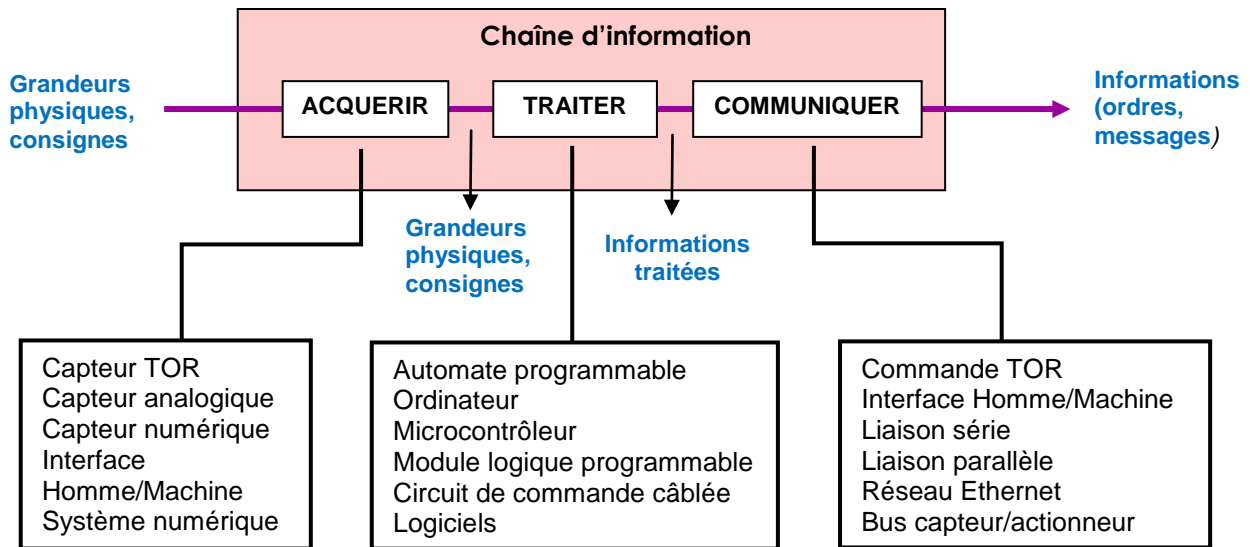 Chaîne d’information
Grandeurs
physiques,
consignes
ACQUERIR
TRAITER
COMMUNIQUER
Informations
(ordres,
messages)
Grandeurs
physiques,
consignes
Informations
traitées
Capteur TOR
Capteur analogique
Capteur numérique
Interface
Homme/Machine
Système numérique
Automate programmable
Ordinateur
Microcontrôleur
Module logique programmable
Circuit de commande câblée
Logiciels
Commande TOR
Interface Homme/Machine
Liaison série
Liaison parallèle
Réseau Ethernet
Bus capteur/actionneur